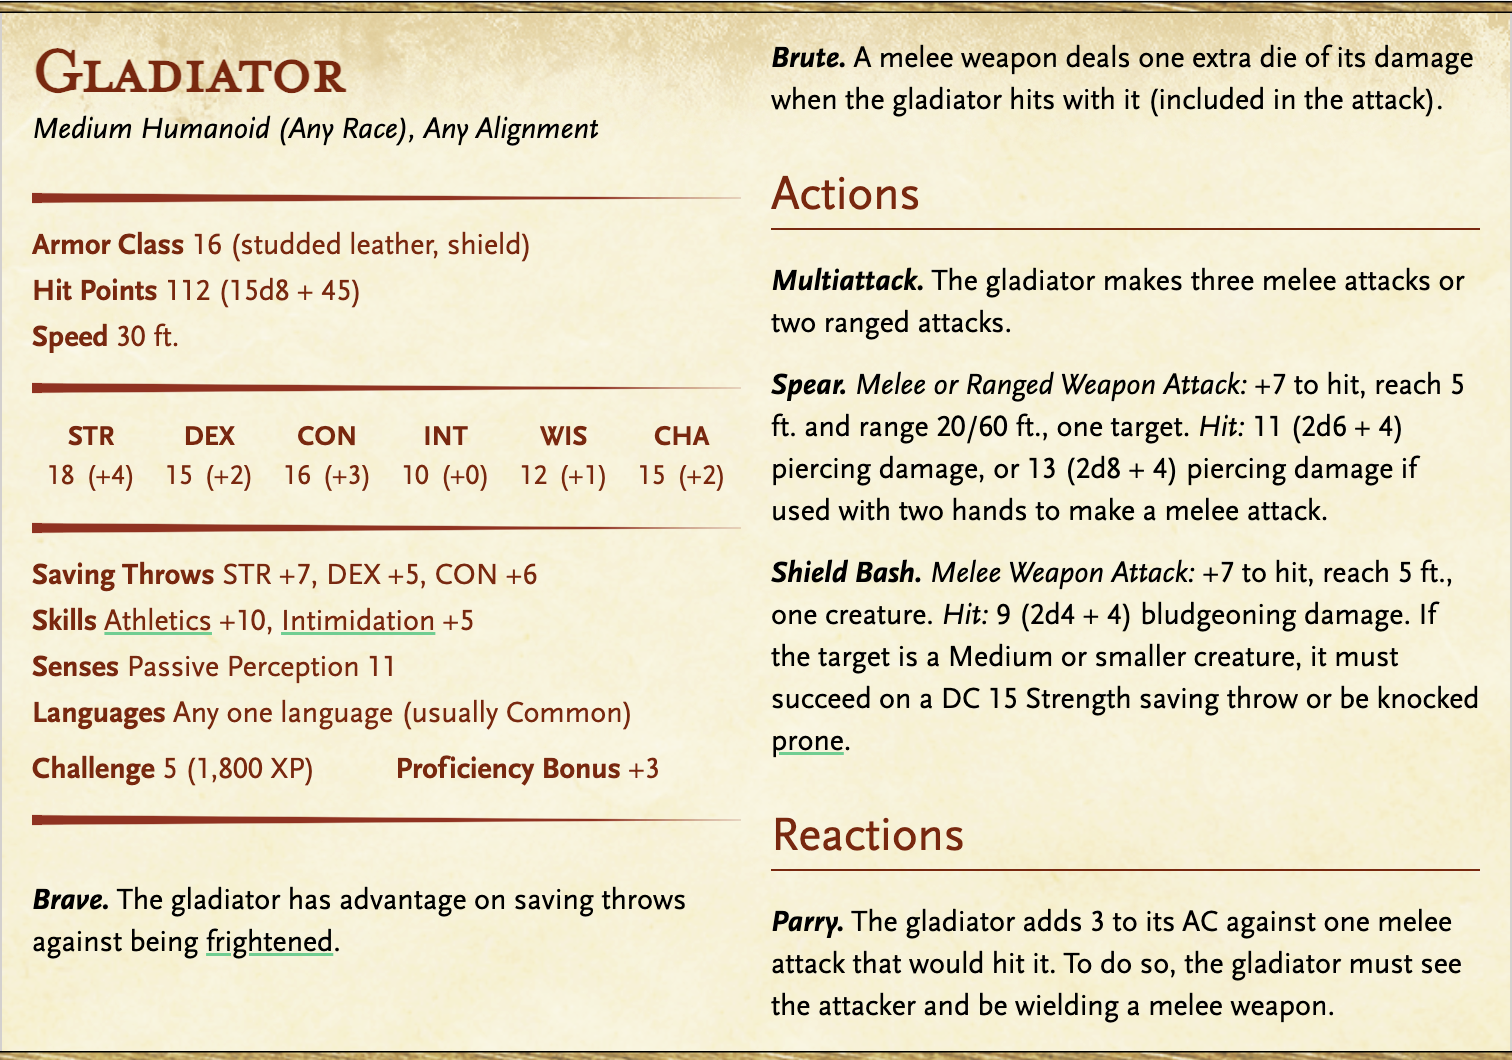 Gladiator
Medium Humanoid (Any Race), Any Alignment
Armor Class 16 (studded leather, shield)
Hit Points 112 (15d8 + 45)
Speed 30 ft.
STR DEX CON INT WIS CHA
18 (+4) 15 (+2) 16 (+3) 10 (+0) 12 (+1) 15 (+2)
Saving Throws STR +7, DEX +5, CON +6
Skills Athletics +10, Intimidation +5
Senses Passive Perception 11
Languages Any one language (usually Common)
Challenge 5 (1,800 XP) Proficiency Bonus +3
Brave. The gladiator has advantage on saving throws
against being frightened.
Brute. A melee weapon deals one extra die of its damage
when the gladiator hits with it (included in the attack).
Actions
Multiattack. The gladiator makes three melee attacks or
two ranged attacks.
Spear. Melee or Ranged Weapon Attack: +7 to hit, reach 5
ft. and range 20/60 ft., one target. Hit: 11 (2d6 + 4)
piercing damage, or 13 (2d8 + 4) piercing damage if
used with two hands to make a melee attack.
Shield Bash. Melee Weapon Attack: +7 to hit, reach 5 ft.,
one creature. Hit: 9 (2d4 + 4) bludgeoning damage. If
the target is a Medium or smaller creature, it must
succeed on a DC 15 Strength saving throw or be knocked
prone.
Reactions
Parry. The gladiator adds 3 to its AC against one melee
attack that would hit it. To do so, the gladiator must see
the attacker and be wielding a melee weapon.